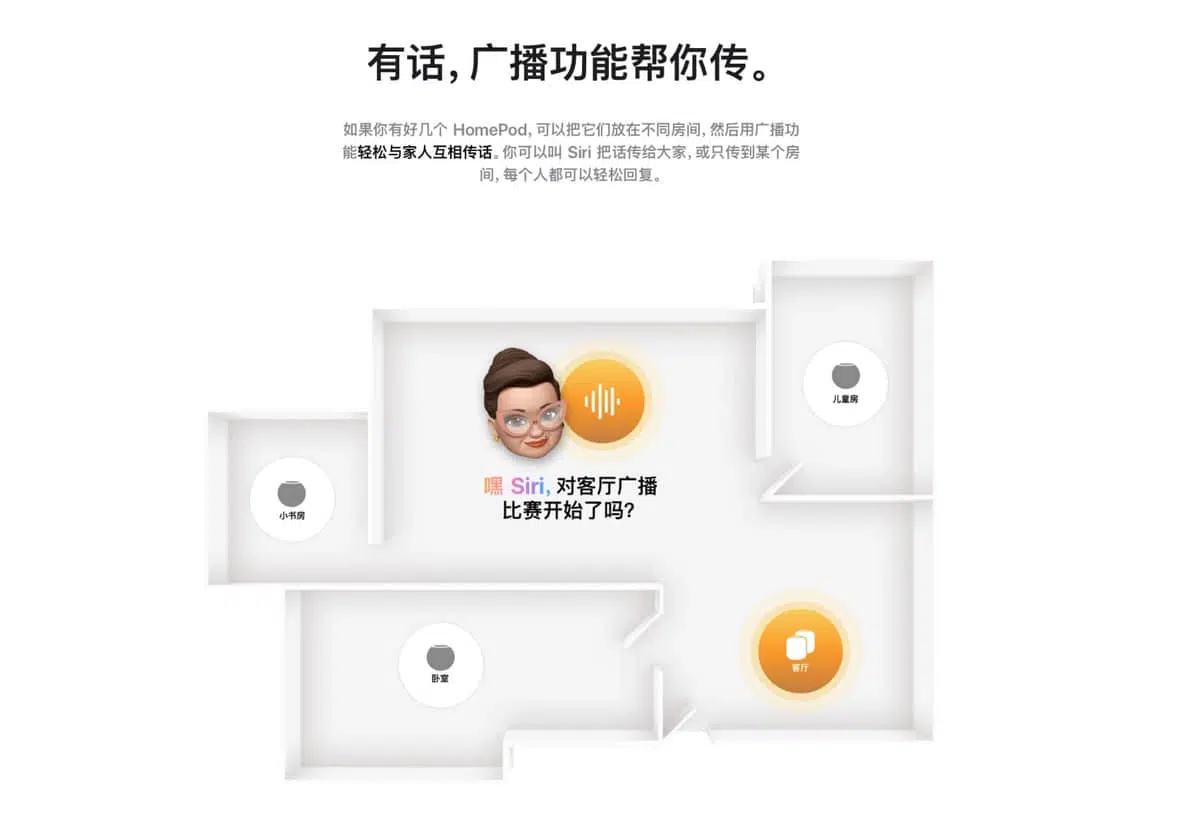 有话，广播功能帮你传。
如果你有好几个 HomePod，可以把它们放在不同房间，然后用广播功
能轻松与家人互相传话。你可以叫 Siri 把话传给大家，或只传到某个房
间，每个人都可以轻松回复。
儿童房
嘿 Siri，对客厅广播
比赛开始了吗？
小书房
客厅
卧室